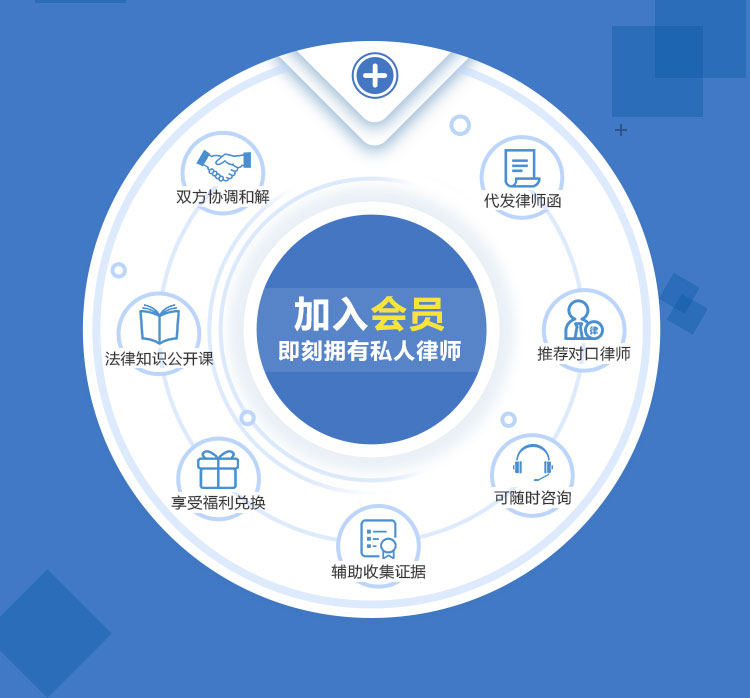 双方协调和解
代发律师函
加入会员
即刻拥有私人律师
法律知识公开课
律
推荐对口律师
享受福利兑换
可随时咨询
辅助收集证据